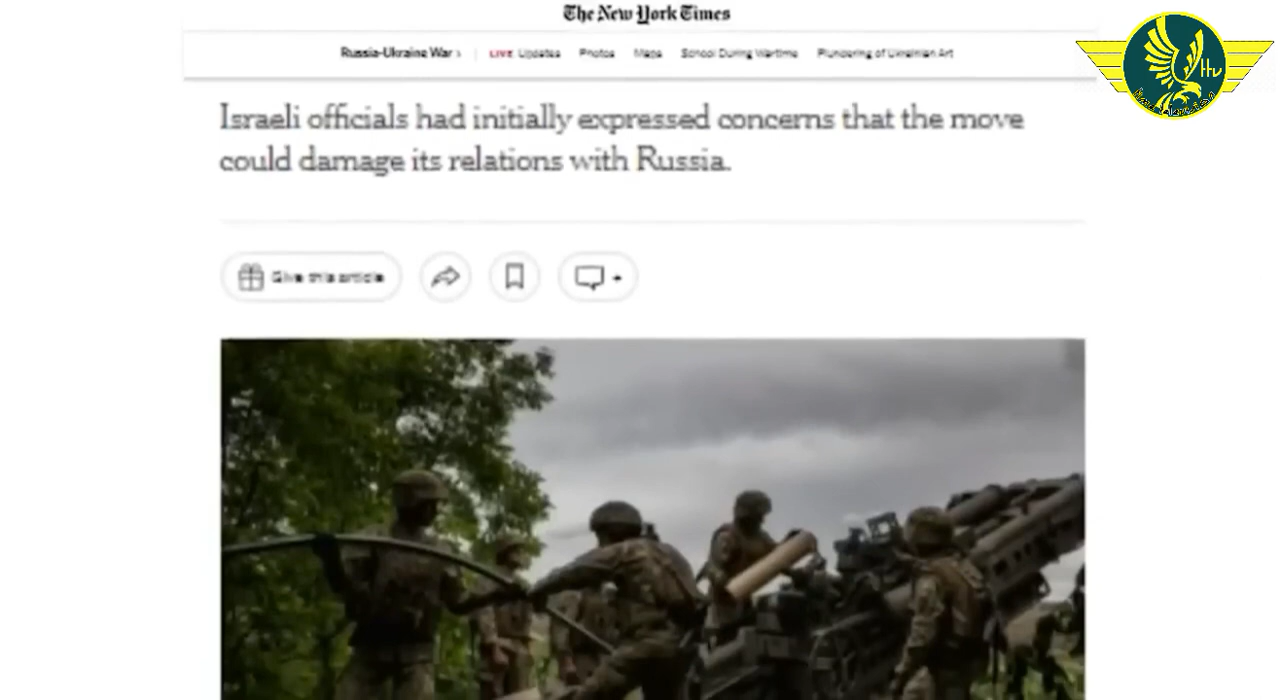 The New York Times
Russia-Ukraine War LIVE Updates Photos Maps School During Wartime Plundering of Ukrainian Art
Israeli officials had initially expressed concerns that the move
could damage its relations with Russia.
Give this article
Htv